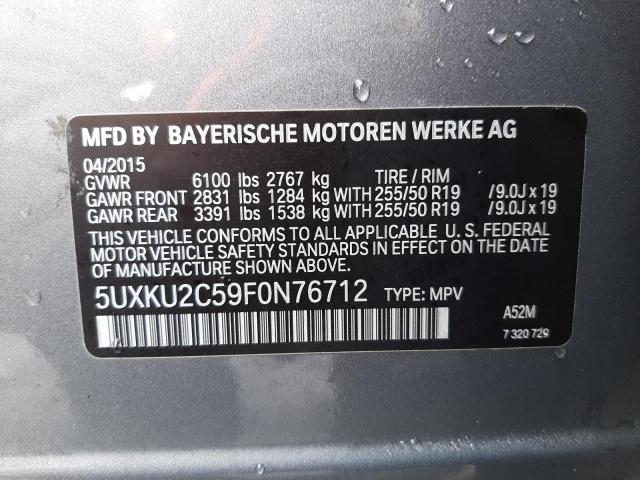 MFD BY BAYERISCHE MOTOREN WERKE AG
04/2015
GVWR 6100 lbs 2767 kg TIRE / RIM
GAWR FRONT 2831 lbs 1284 kg WITH 255/50 R19 /9.0J x 19
GAWR REAR 3391 lbs 1538 kg WITH 255/50 R19 /9.0J x 19
THIS VEHICLE CONFORMS TO ALL APPLICABLE U. S. FEDERAL
MOTOR VEHICLE SAFETY STANDARDS IN EFFECT ON THE DATE
OF MANUFACTURE SHOWN ABOVE.
5UXKU2C59F0N76712 TYPE: MPV
A52M
7 320 729